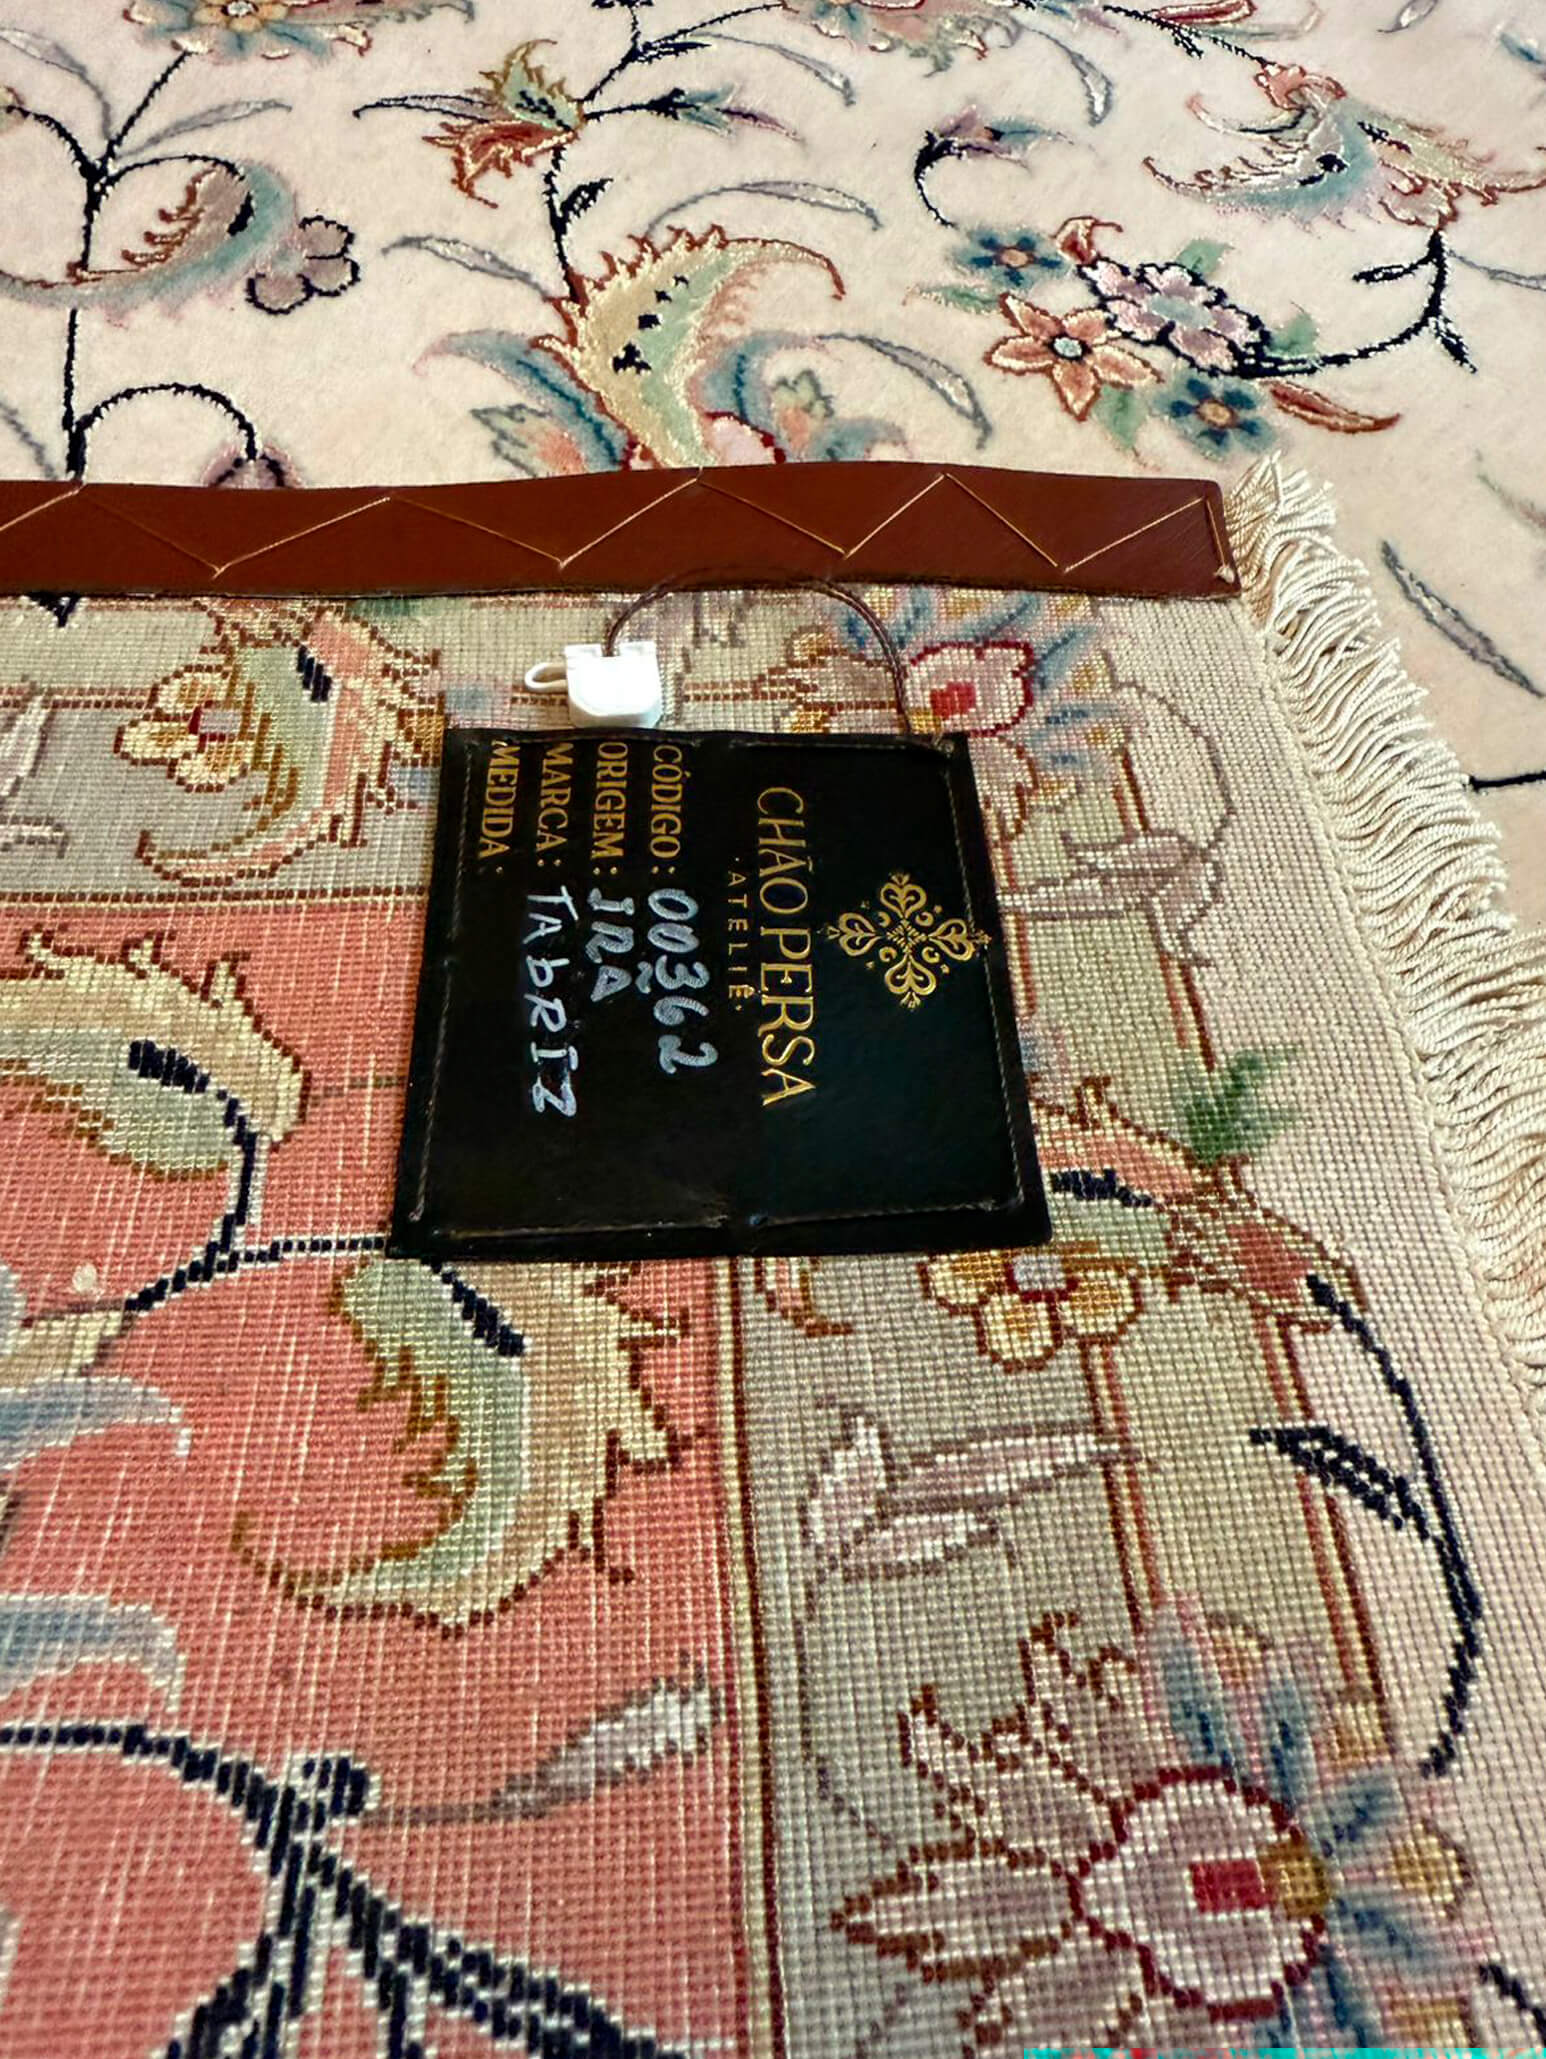 CHÃO PERSA
. ATELIÊ .
CÓDIGO : 00362
ORIGEM : IRÃ
MARCA : TAbRIZ
MEDIDA :